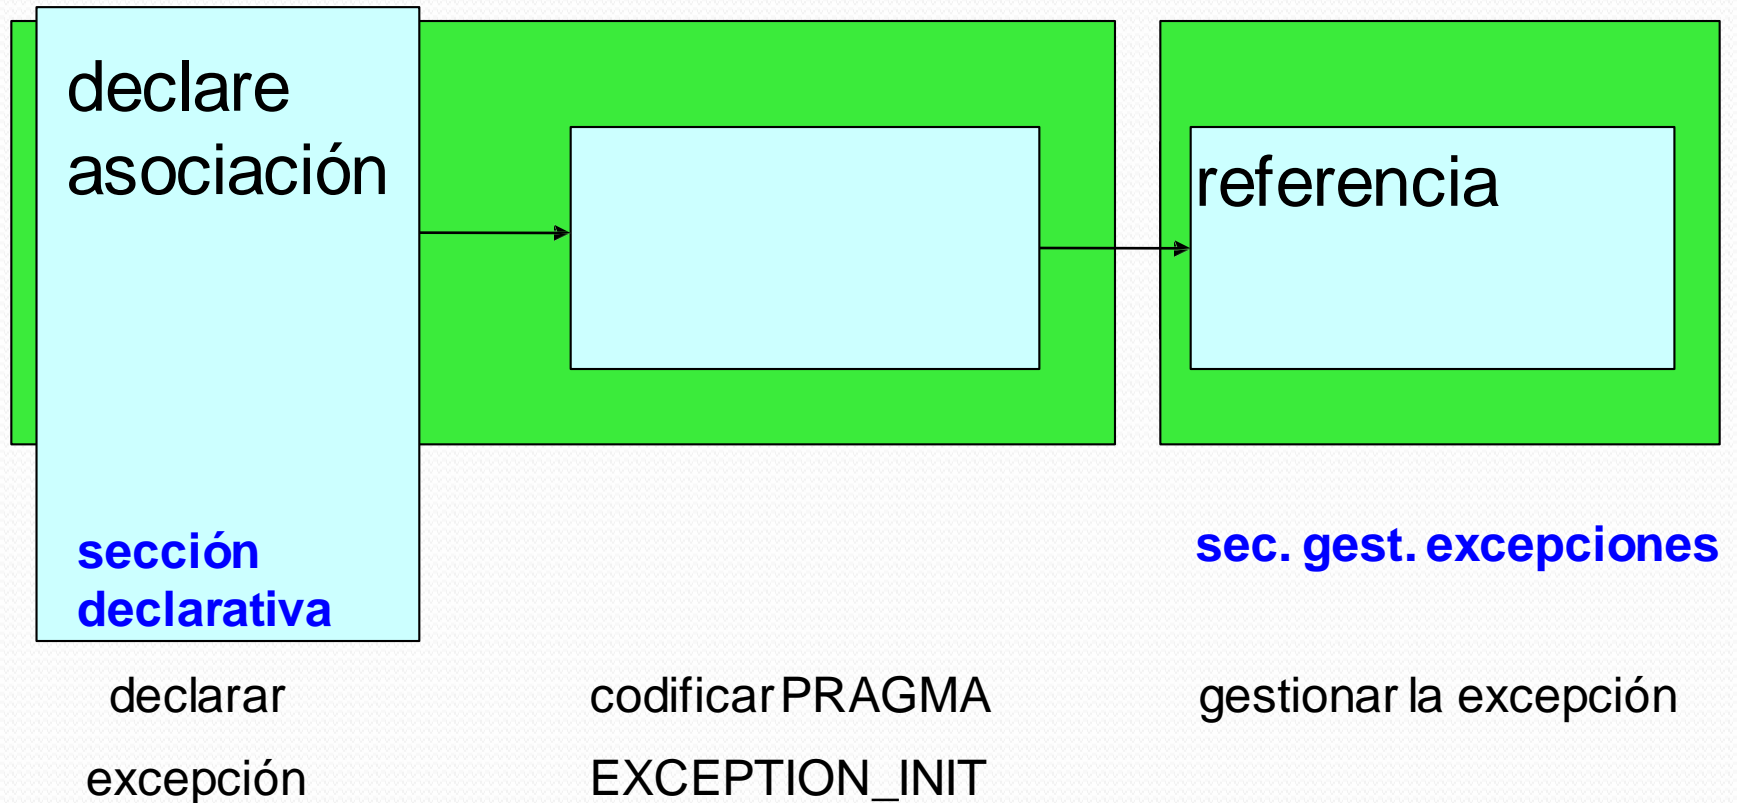 declare
asociación
referencia
sección
declarativa
sec. gest. excepciones
declarar
excepción
codificar PRAGMA
EXCEPTION_INIT
gestionar la excepción